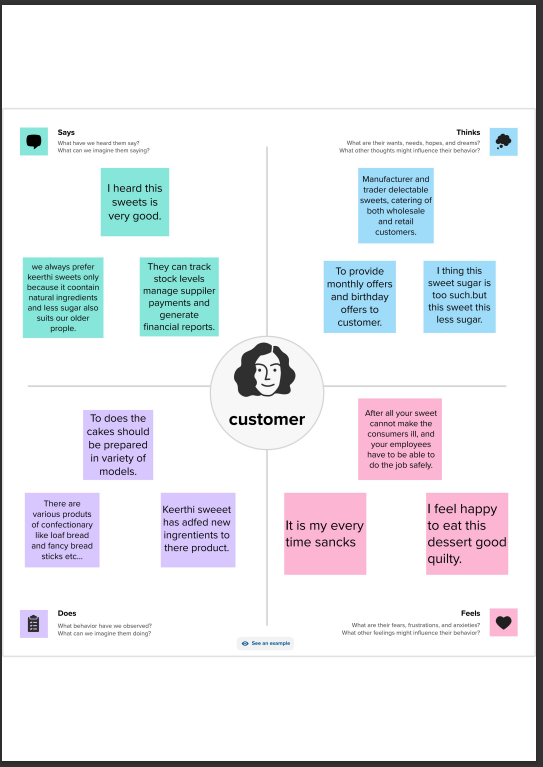 Says
What have we heard them say?
What can we imagine them saying?
Thinks
What are their wants, needs, hopes, and dreams?
What other thoughts might influence their behavior?
I heard this
sweets is
very good.
we always prefer
keerthi sweets only
because it coontain
natural ingredients
and less sugar also
suits our older
prople.
They can track
stock levels
manage suppiler
payments and
generate
financial reports.
Manufacturer and
trader delectable
sweets, catering of
both wholesale
and retail
customers.
To provide
monthly offers
and birthday
offers to
customer.
I thing this
sweet sugar is
too such.but
this sweet this
less sugar.
customer
To does the
cakes should
be prepared
in variety of
models.
There are
various produts
of confectionary
like loaf bread
and fancy bread
sticks etc...
Keerthi sweeet
has adfed new
ingrentients to
there product.
After all your sweet
cannot make the
consumers ill, and
your employees
have to be able to
do the job safely.
It is my every
time sancks
I feel happy
to eat this
dessert good
quilty.
Does
What behavior have we observed?
What can we imagine them doing?
See an example
Feels
What are their fears, frustrations, and anxieties?
What other feelings might influence their behavior?